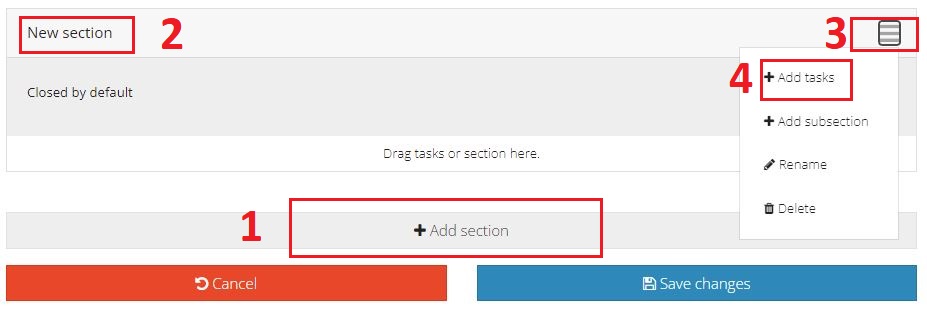 New section
2
3
4
Add tasks
Closed by default
Add subsection
Drag tasks or section here.
Rename
Delete
1
Add section
Cancel
Save changes